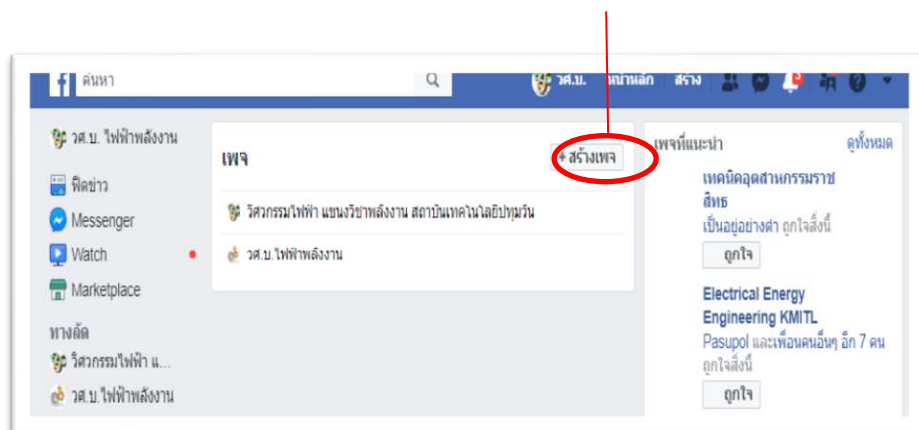 ค้นหา
วศ.บ. หน้าหลัก สร้าง
วศ.บ. ไฟฟ้าพลังงาน
ฟีดข่าว
Messenger
Watch
Marketplace
ทางลัด
วิศวกรรมไฟฟ้า แ...
วศ.บ.ไฟฟ้าพลังงาน
เพจ
+ สร้างเพจ
วิศวกรรมไฟฟ้า แขนงวิชาพลังงาน สถาบันเทคโนโลยีปทุมวัน
วศ.บ.ไฟฟ้าพลังงาน
เพจที่แนะนำ ดูทั้งหมด
เทคนิคอุตสาหกรรมราช
สิทธ
เป็นอยู่อย่างต่ำ ถูกใจสิ่งนี้
ถูกใจ
Electrical Energy
Engineering KMITL
Pasupol และเพื่อนคนอื่นๆ อีก 7 คน
ถูกใจสิ่งนี้
ถูกใจ